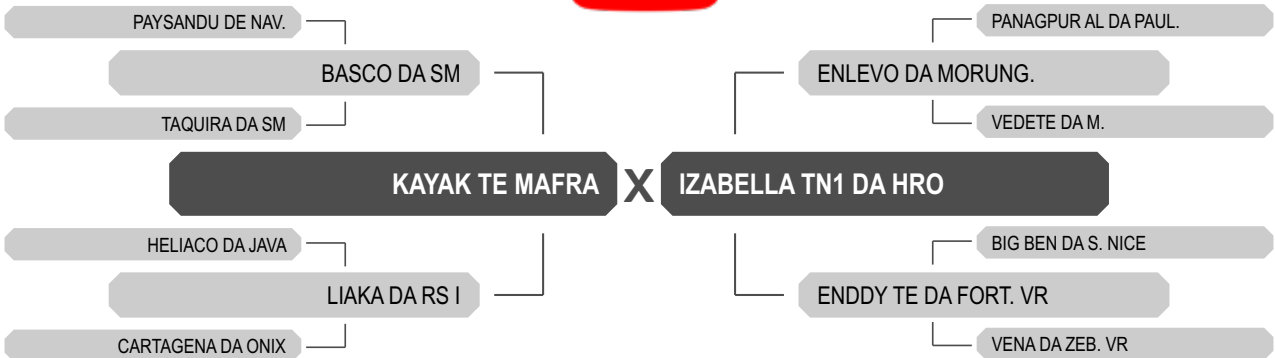 PAYSANDU DE NAV.
BASCO DA SM
TAQUIRA DA SM
PANAGPUR AL DA PAUL.
ENLEVO DA MORUNG.
VEDETE DA M.
KAYAK TE MAFRA X IZABELLA TN1 DA HRO
HELIACO DA JAVA
LIAKA DA RS I
CARTAGENA DA ONIX
BIG BEN DA S. NICE
ENDDY TE DA FORT. VR
VENA DA ZEB. VR